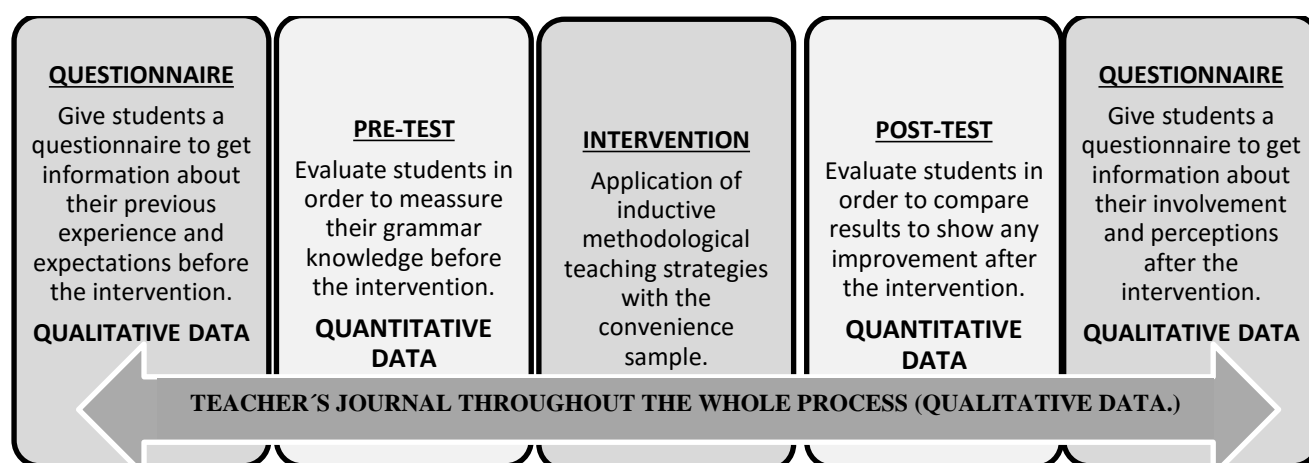 QUESTIONNAIRE
Give students a
questionnaire to get
information about
their previous
experience and
expectations before
the intervention.
QUALITATIVE DATA
PRE-TEST
Evaluate students in
order to meassure
their grammar
knowledge before
the intervention.
QUANTITATIVE
DATA
INTERVENTION
Application of
inductive
methodological
teaching strategies
with the
convenience
sample.
POST-TEST
Evaluate students in
order to compare
results to show any
improvement after
the intervention.
QUANTITATIVE
DATA
QUESTIONNAIRE
Give students a
questionnaire to get
information about
their involvement
and perceptions
after the
intervention.
QUALITATIVE DATA
TEACHER´S JOURNAL THROUGHOUT THE WHOLE PROCESS (QUALITATIVE DATA.)